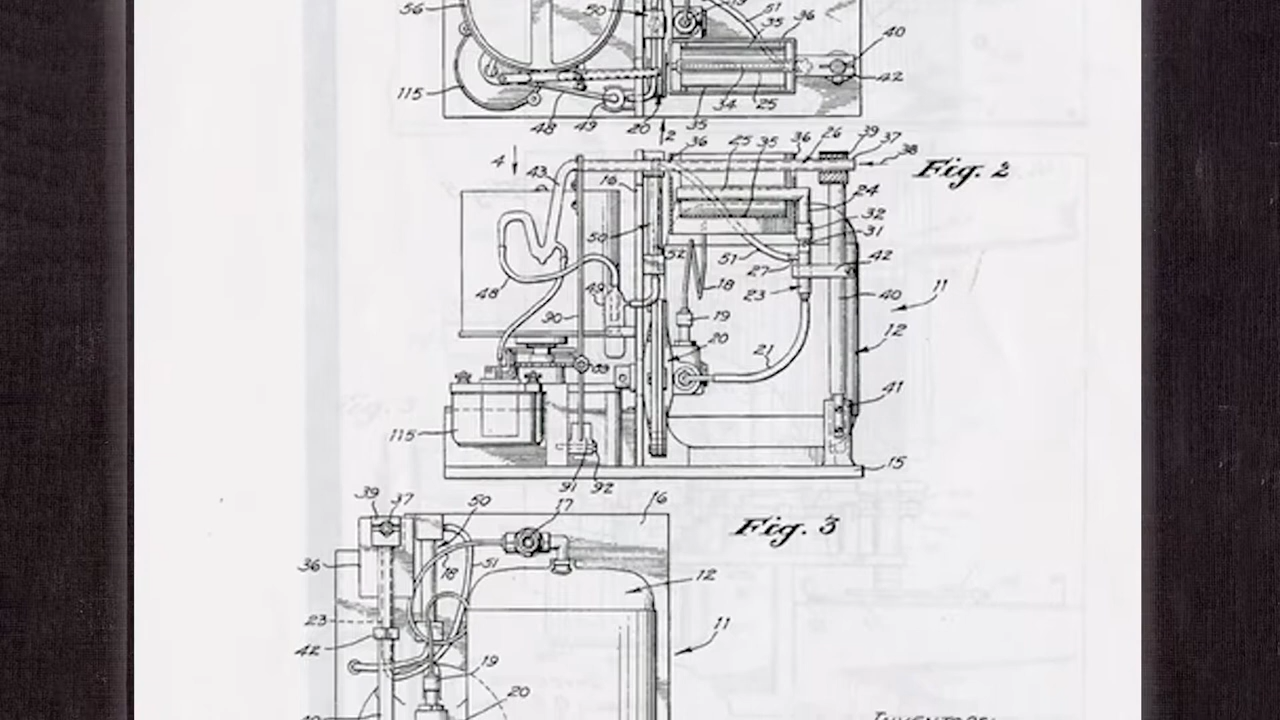 56 50 19 51 36
35
40
42
115
48 49 20 2 35 34 25
4 43 16 36 25 35 36 26 39 37
38
Fig. 2
24
32
31
42
50 52 51
27
48 49 18 23 40 11
30 19
20 12
21
41
115
15
91 92
39 37 50 17 16
Fig. 3
36 18 51
12
23
42 11
19
20
INVENTORS: